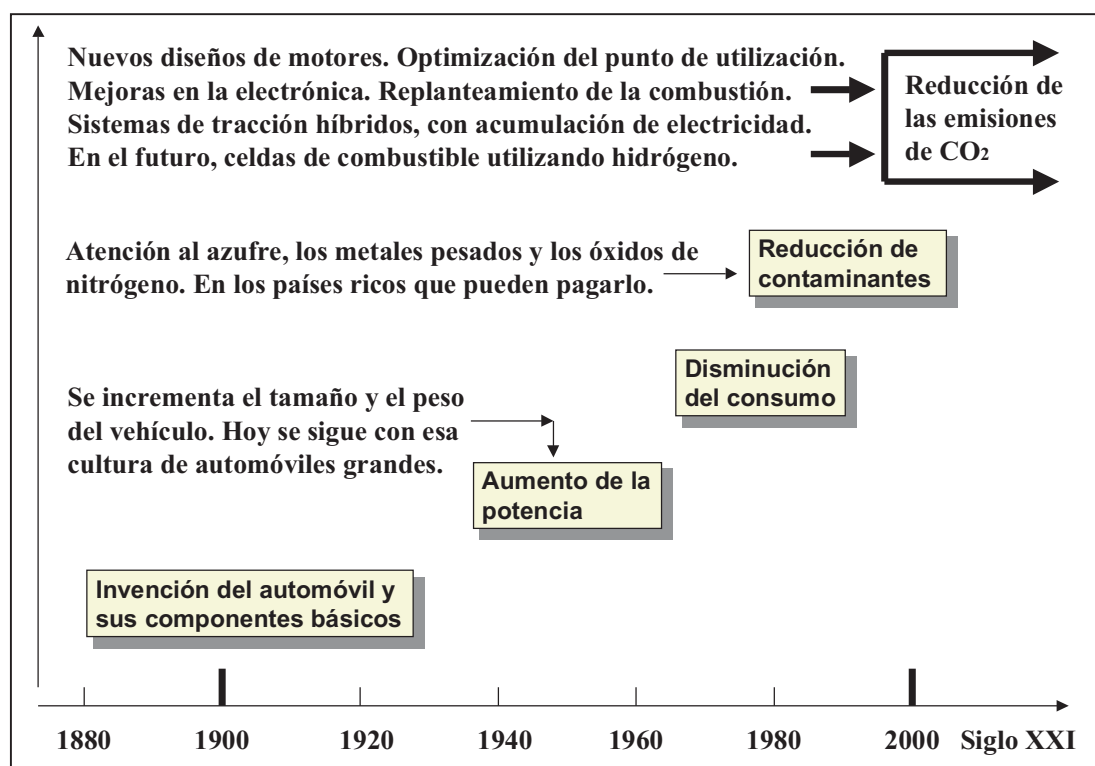 Nuevos diseños de motores. Optimización del punto de utilización.
Mejoras en la electrónica. Replanteamiento de la combustión.
Sistemas de tracción híbridos, con acumulación de electricidad.
En el futuro, celdas de combustible utilizando hidrógeno.
Reducción de
las emisiones
de CO₂
Atención al azufre, los metales pesados y los óxidos de
nitrógeno. En los países ricos que pueden pagarlo.
Reducción de
contaminantes
Disminución
del consumo
Se incrementa el tamaño y el peso
del vehículo. Hoy se sigue con esa
cultura de automóviles grandes.
Aumento de la
potencia
Invención del automóvil y
sus componentes básicos
1880 1900 1920 1940 1960 1980 2000 Siglo XXI